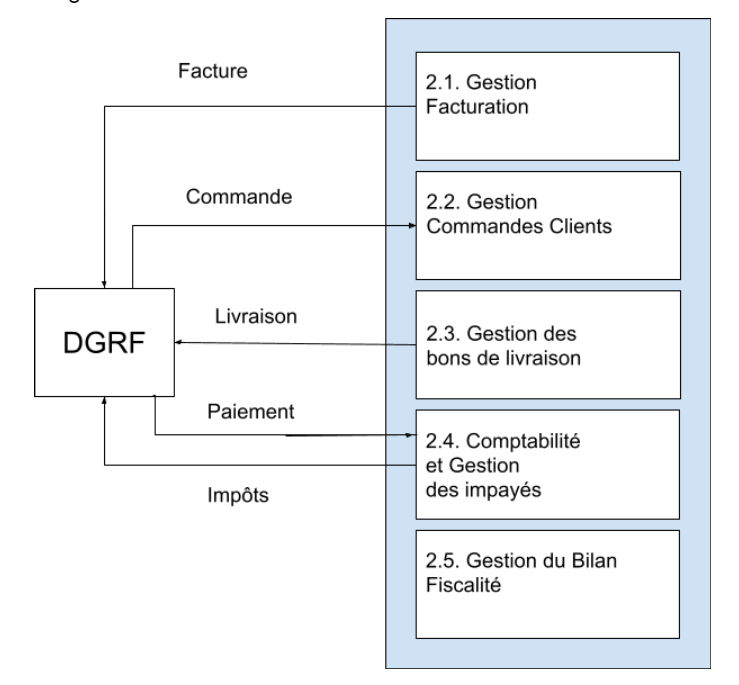 Facture
2.1. Gestion
Facturation
Commande
2.2. Gestion
Commandes Clients
DGRF
Livraison
2.3. Gestion des
bons de livraison
Paiement
2.4. Comptabilité
et Gestion
des impayés
Impôts
2.5. Gestion du Bilan
Fiscalité